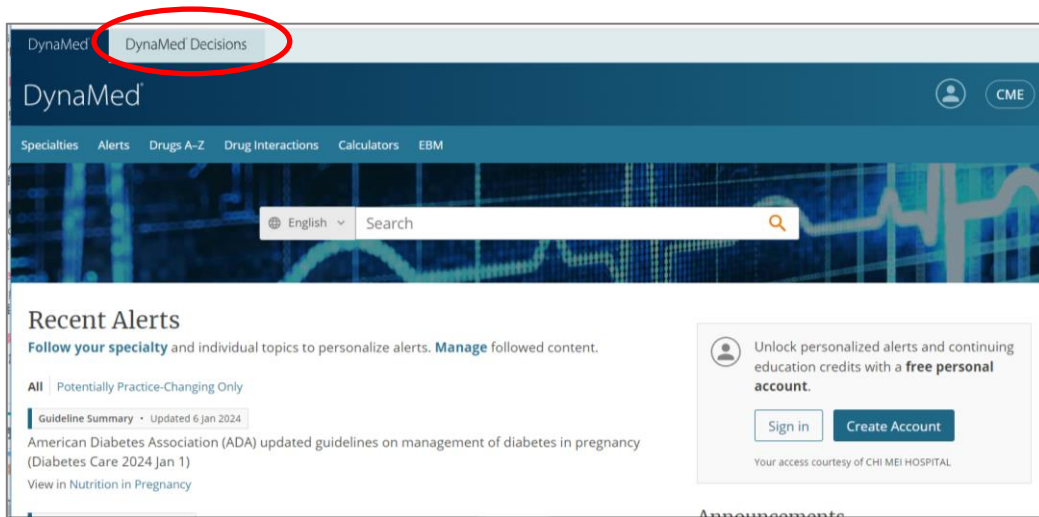 DynaMed® DynaMed® Decisions
DynaMed®
CME
Specialties Alerts Drugs A–Z Drug Interactions Calculators EBM
English Search
Recent Alerts
Follow your specialty and individual topics to personalize alerts. Manage followed content.
All Potentially Practice-Changing Only
Guideline Summary • Updated 6 Jan 2024
American Diabetes Association (ADA) updated guidelines on management of diabetes in pregnancy
(Diabetes Care 2024 Jan 1)
View in Nutrition in Pregnancy
Unlock personalized alerts and continuing
education credits with a free personal
account.
Sign in Create Account
Your access courtesy of CHI MEI HOSPITAL
Announcements